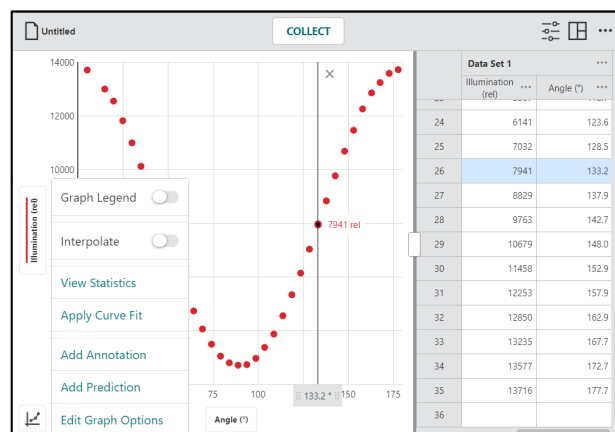 Untitled
COLLECT
Data Set 1
Illumination (rel)
Angle (°)
24 6141 123.6
25 7032 128.5
26 7941 133.2
27 8829 137.9
28 9763 142.7
29 10679 148.0
30 11458 152.9
31 12253 157.9
32 12850 162.9
33 13235 167.7
34 13577 172.7
35 13716 177.7
36
14000
12000
10000
Illumination (rel)
7941 rel
Graph Legend
Interpolate
View Statistics
Apply Curve Fit
Add Annotation
Add Prediction
Edit Graph Options
75 100 133.2 ° 150 175
Angle (°)